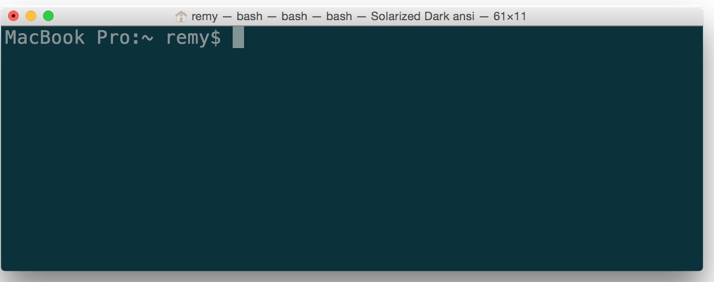 remy — bash — bash — bash — Solarized Dark ansi — 61×11
MacBook Pro:~ remy$